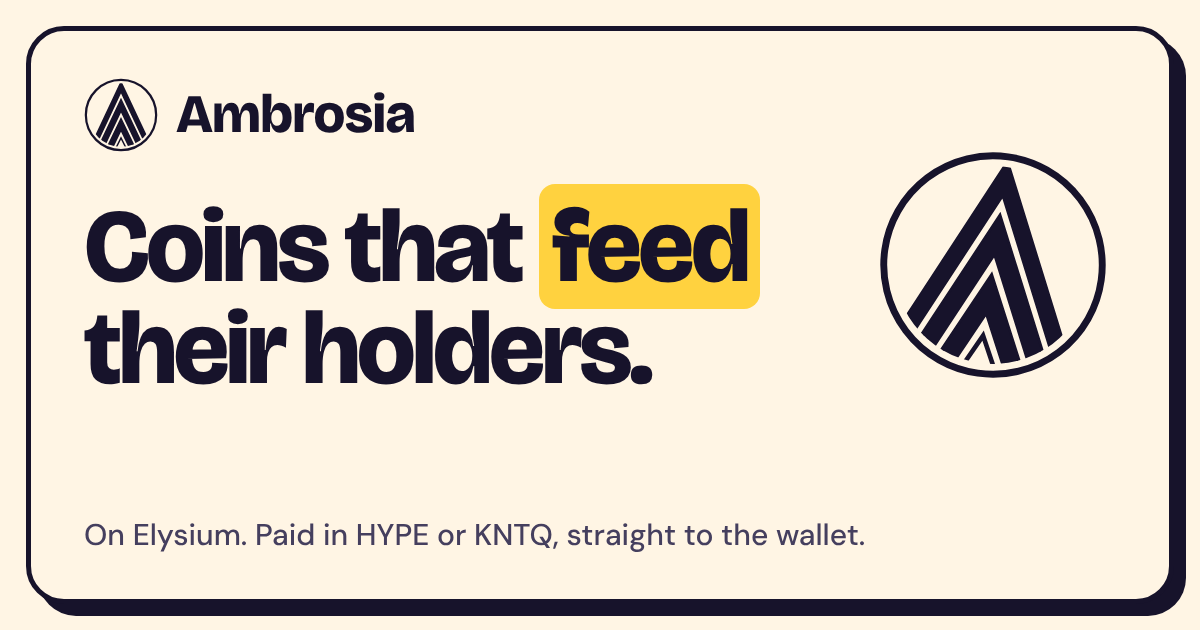 Ambrosia
Coins that feed
their holders.
On Elysium. Paid in HYPE or KNTQ, straight to the wallet.